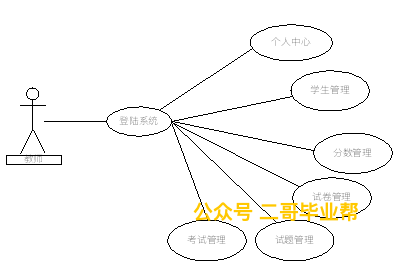 个人中心
学生管理
登陆系统
分数管理
教师
试卷管理
公众号 二哥毕业帮
考试管理
试题管理